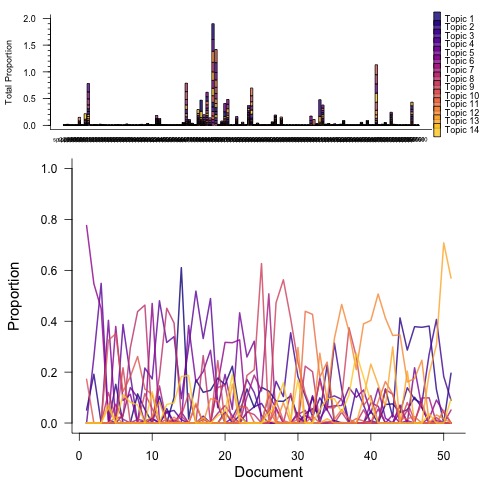 Total Proportion
2.0
1.5
1.0
0.5
0.0
Topic 1
Topic 2
Topic 3
Topic 4
Topic 5
Topic 6
Topic 7
Topic 8
Topic 9
Topic 10
Topic 11
Topic 12
Topic 13
Topic 14
Proportion
1.0
0.8
0.6
0.4
0.2
0.0
0 10 20 30 40 50
Document